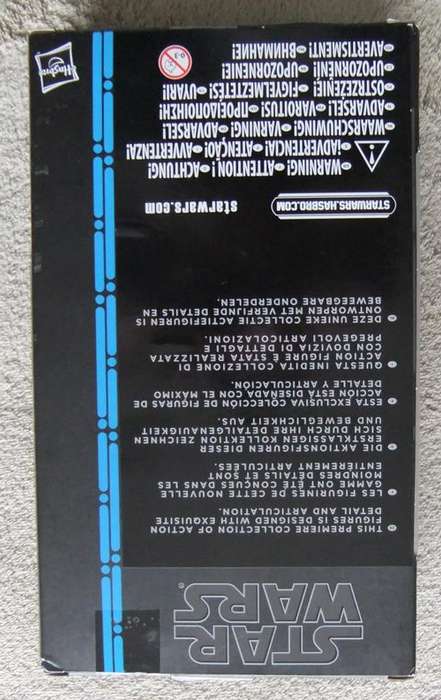 STAR
WARS
THIS PREMIERE COLLECTION OF ACTION
FIGURES IS DESIGNED WITH EXQUISITE
DETAIL AND ARTICULATION.
LES FIGURINES DE CETTE NOUVELLE
GAMME ONT ÉTÉ CONÇUES DANS LES
MOINDRES DÉTAILS ET SONT
ENTIÈREMENT ARTICULÉES.
DIE AKTIONSFIGUREN DIESER
ERSTKLASSIGEN KOLLEKTION ZEICHNEN
SICH DURCH IHRE DETAILGENAUIGKEIT
UND BEWEGLICHKEIT AUS.
ESTA EXCLUSIVA COLECCIÓN DE FIGURAS DE
ACCIÓN ESTÁ DISEÑADA CON EL MÁXIMO
DETALLE Y ARTICULACIÓN.
QUESTA INEDITA COLLEZIONE DI
ACTION FIGURE È STATA REALIZZATA
CON DOVIZIA DI DETTAGLI E
PREGEVOLI ARTICOLAZIONI.
DEZE UNIEKE COLLECTIE ACTIEFIGUREN IS
ONTWORPEN MET VERFIJNDE DETAILS EN
BEWEEGBARE ONDERDELEN.
STARWARS.HASBRO.COM starwars.com
WARNING! ATTENTION! ACHTUNG!
¡ADVERTENCIA! ATENÇÃO! AVVERTENZA!
WAARSCHUWING! VARNING! ADVARSEL!
ADVARSEL! VAROITUS! ΠΡΟΕΙΔΟΠΟΙΗΣΗ!
OSTRZEŻENIE! FIGYELMEZTETÉS! UYARI!
UPOZORNĚNÍ! UPOZORNENIE! 0-3
AVERTISMENT! ВНИМАНИЕ!
Hasbro